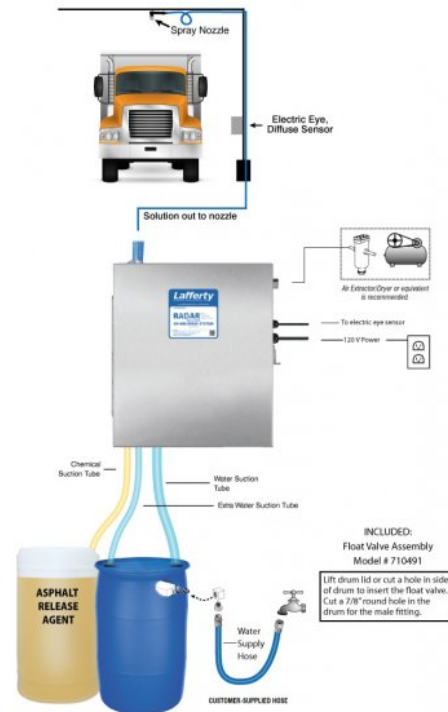 Spray Nozzle
Electric Eye,
Diffuse Sensor
Solution out to nozzle
Lafferty
RADAR
Air Extractor/Dryer or equivalent
is recommended
To electric eye sensor
120 V Power
Chemical
Suction Tube
Water Suction
Tube
Extra Water Suction Tube
ASPHALT
RELEASE
AGENT
INCLUDED:
Float Valve Assembly
Model # 710491
Lift drum lid or cut a hole in side
of drum to insert the float valve.
Cut a 7/8" round hole in the
drum for the male fitting.
Water
Supply
Hose
CUSTOMER-SUPPLIED HOSE